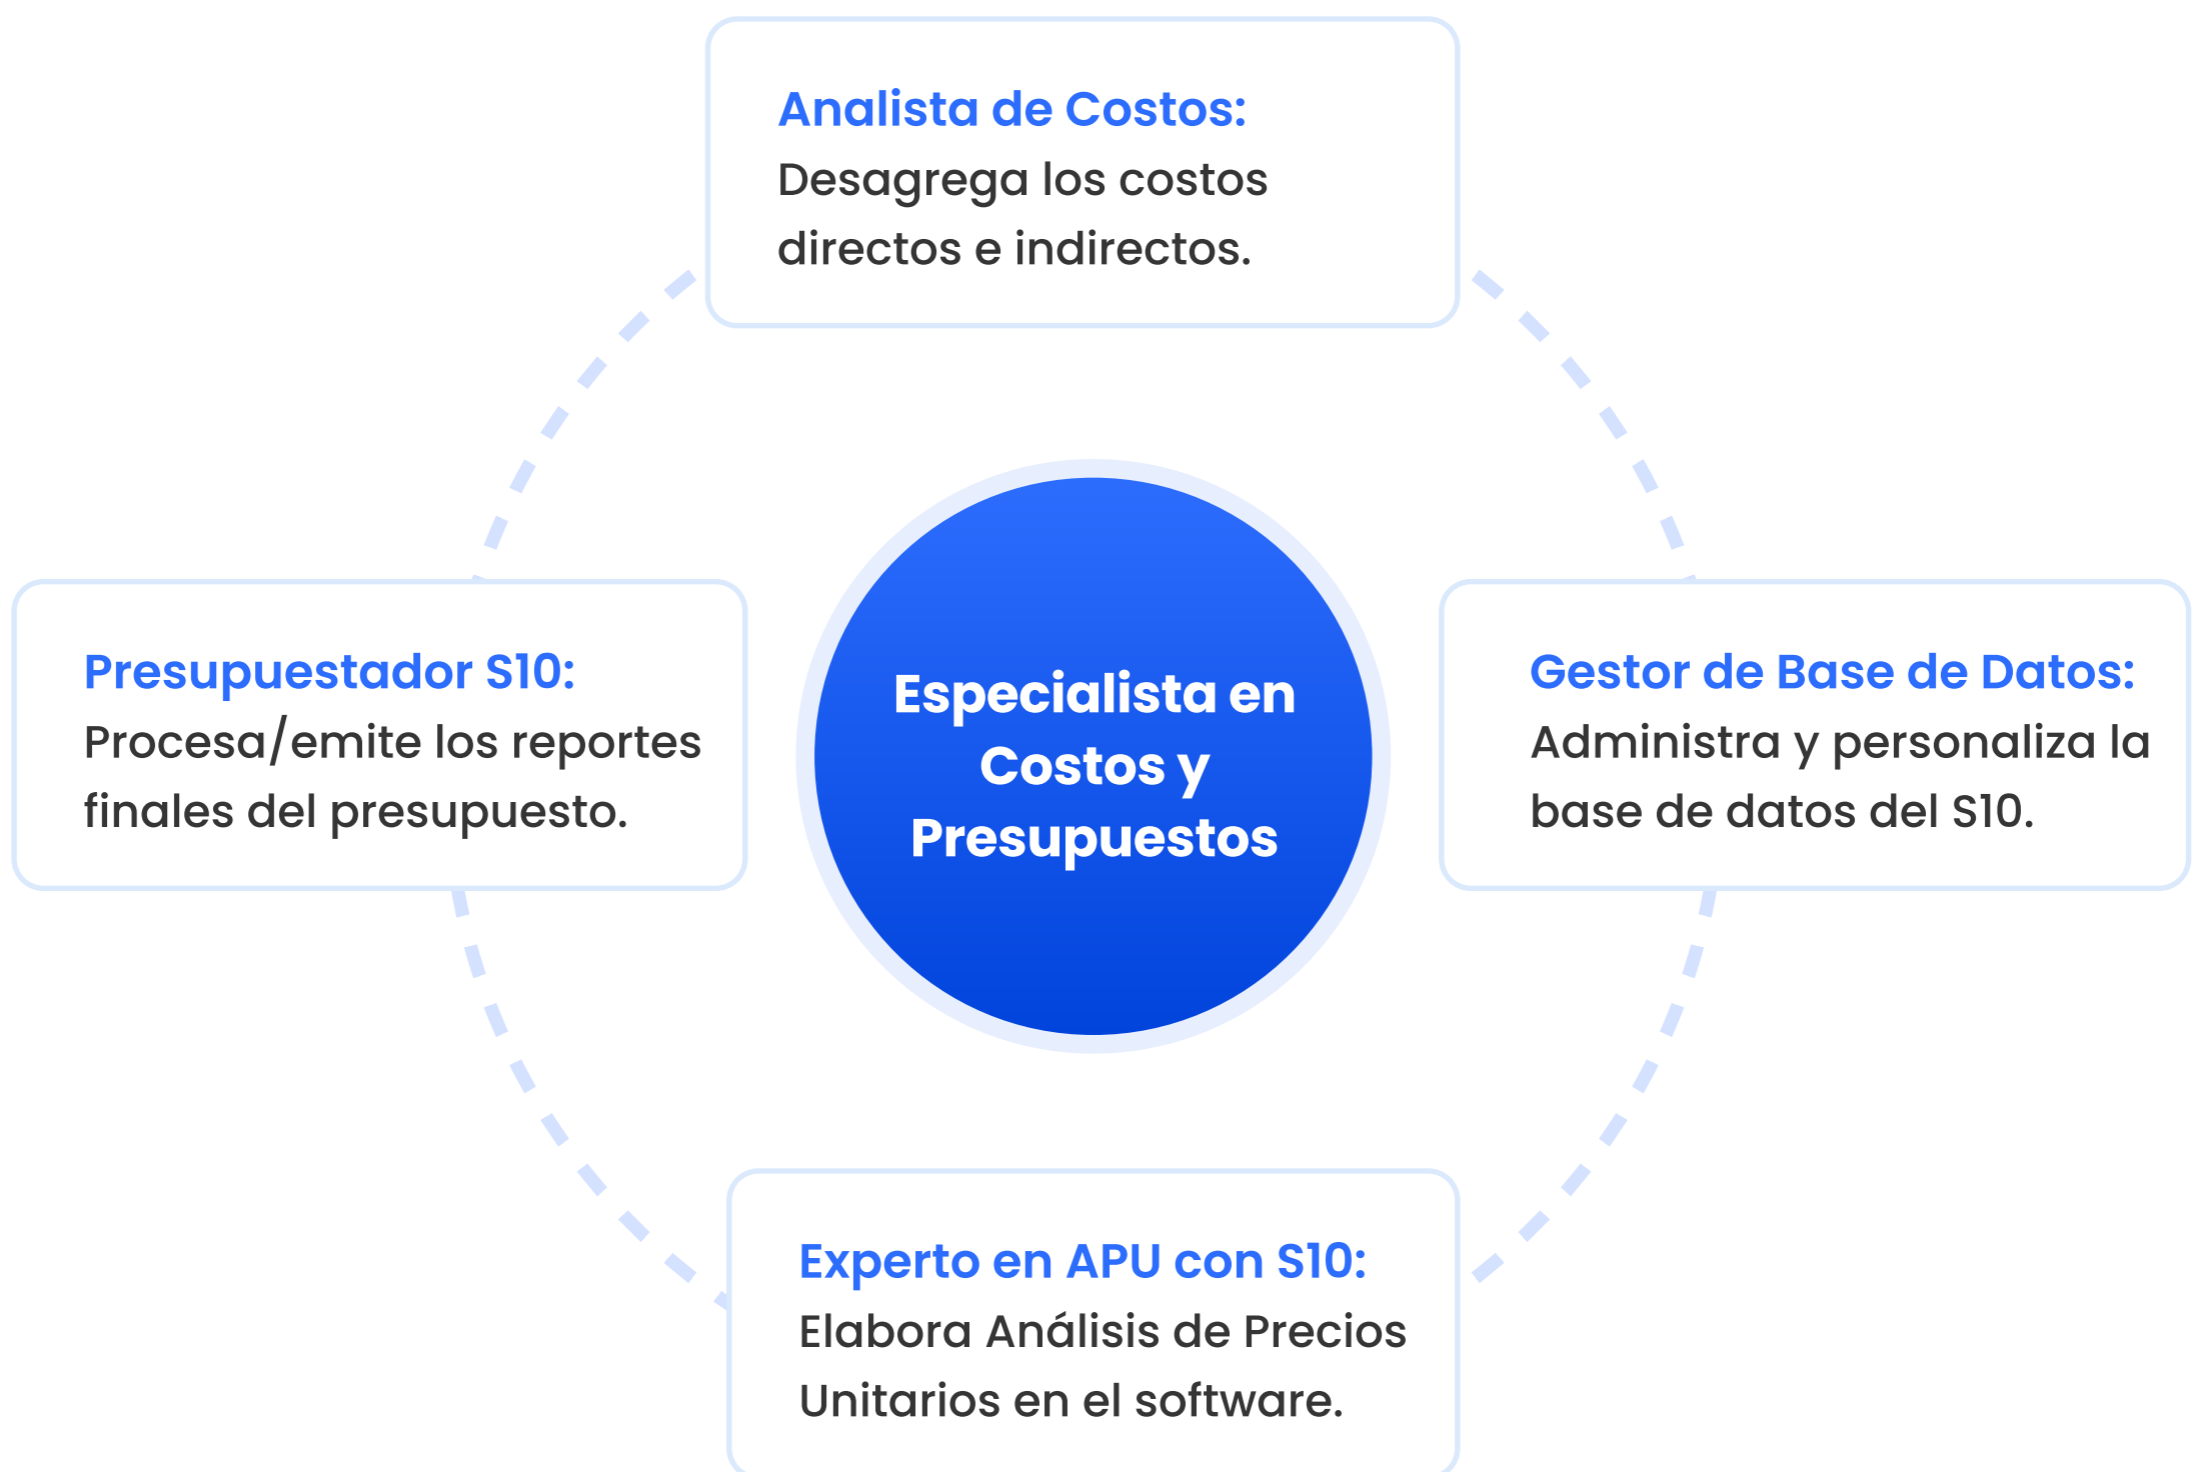 Analista de Costos:
Desagrega los costos
directos e indirectos.
Presupuestador S10:
Procesa/emite los reportes
finales del presupuesto.
Especialista en
Costos y
Presupuestos
Gestor de Base de Datos:
Administra y personaliza la
base de datos del S10.
Experto en APU con S10:
Elabora Análisis de Precios
Unitarios en el software.